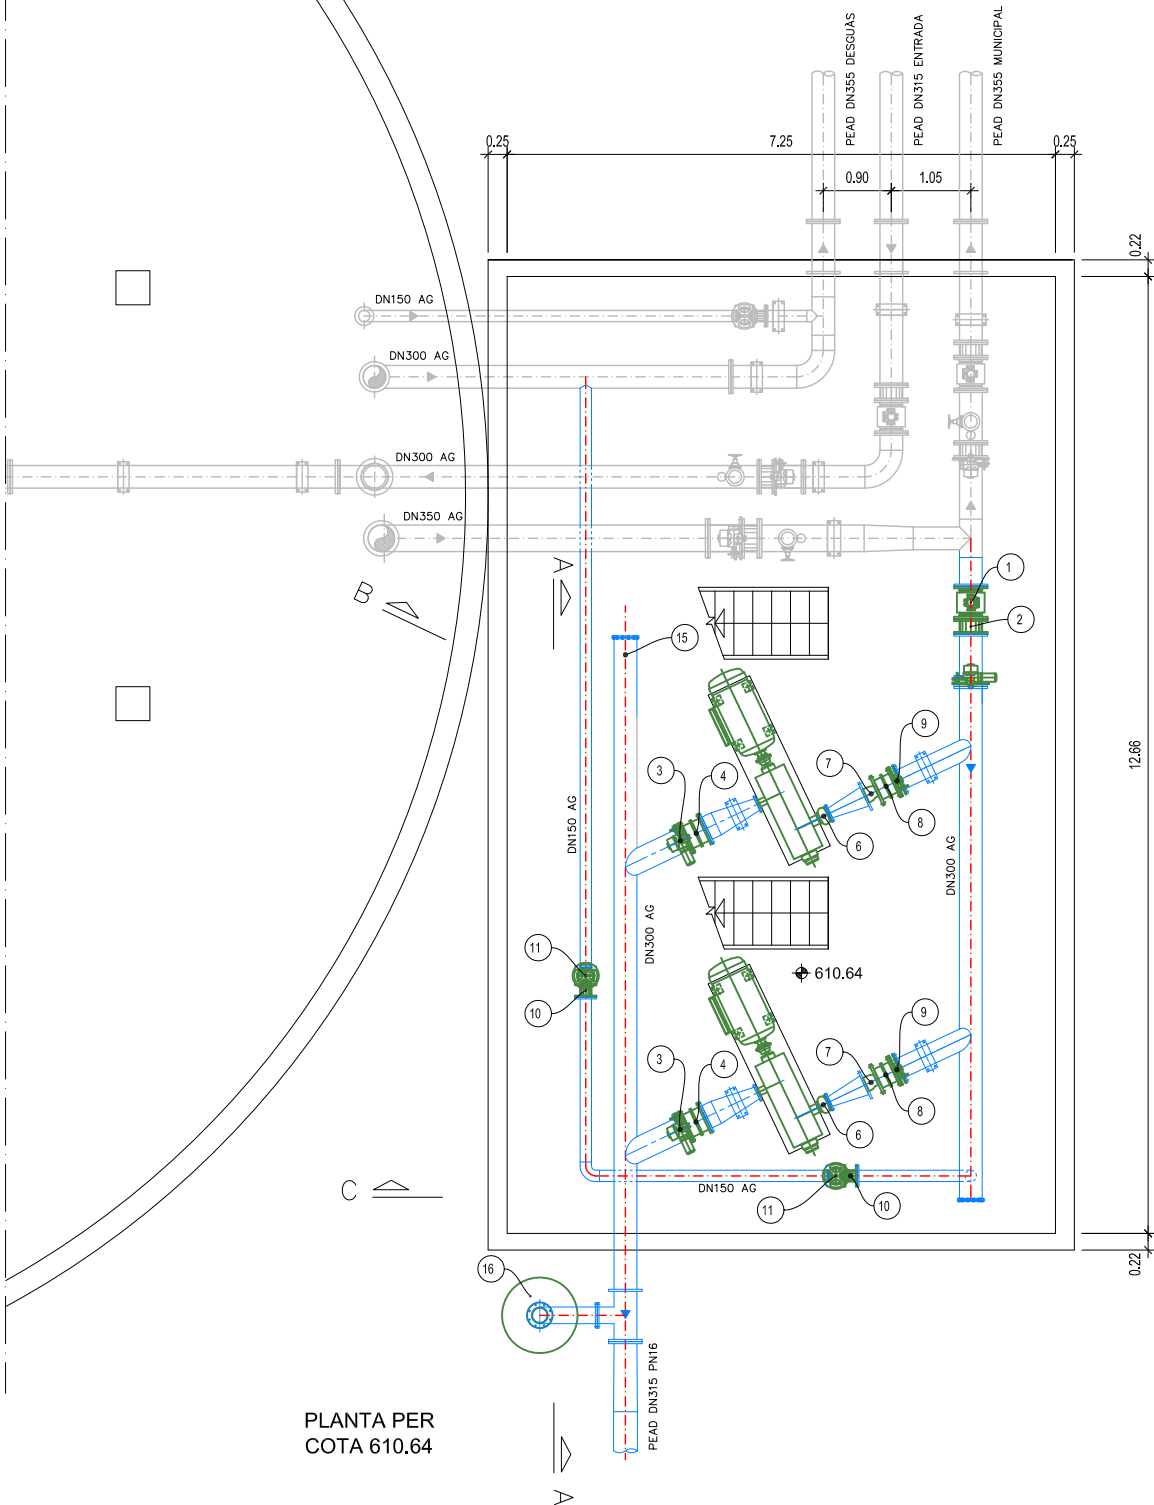 PEAD DN355 DESGUÀS
PEAD DN315 ENTRADA
PEAD DN355 MUNICIPAL
0.25
7.25
0.25
0.90
1.05
0.22
DN150 AG
DN300 AG
DN300 AG
DN350 AG
A
B
1
2
15
9
3
4
7
12.66
DN150 AG
6
8
DN300 AG
DN300 AG
11
610.64
10
9
3
4
7
8
6
C
DN150 AG
11
10
0.22
16
PEAD DN315 PN16
PLANTA PER
COTA 610.64
A